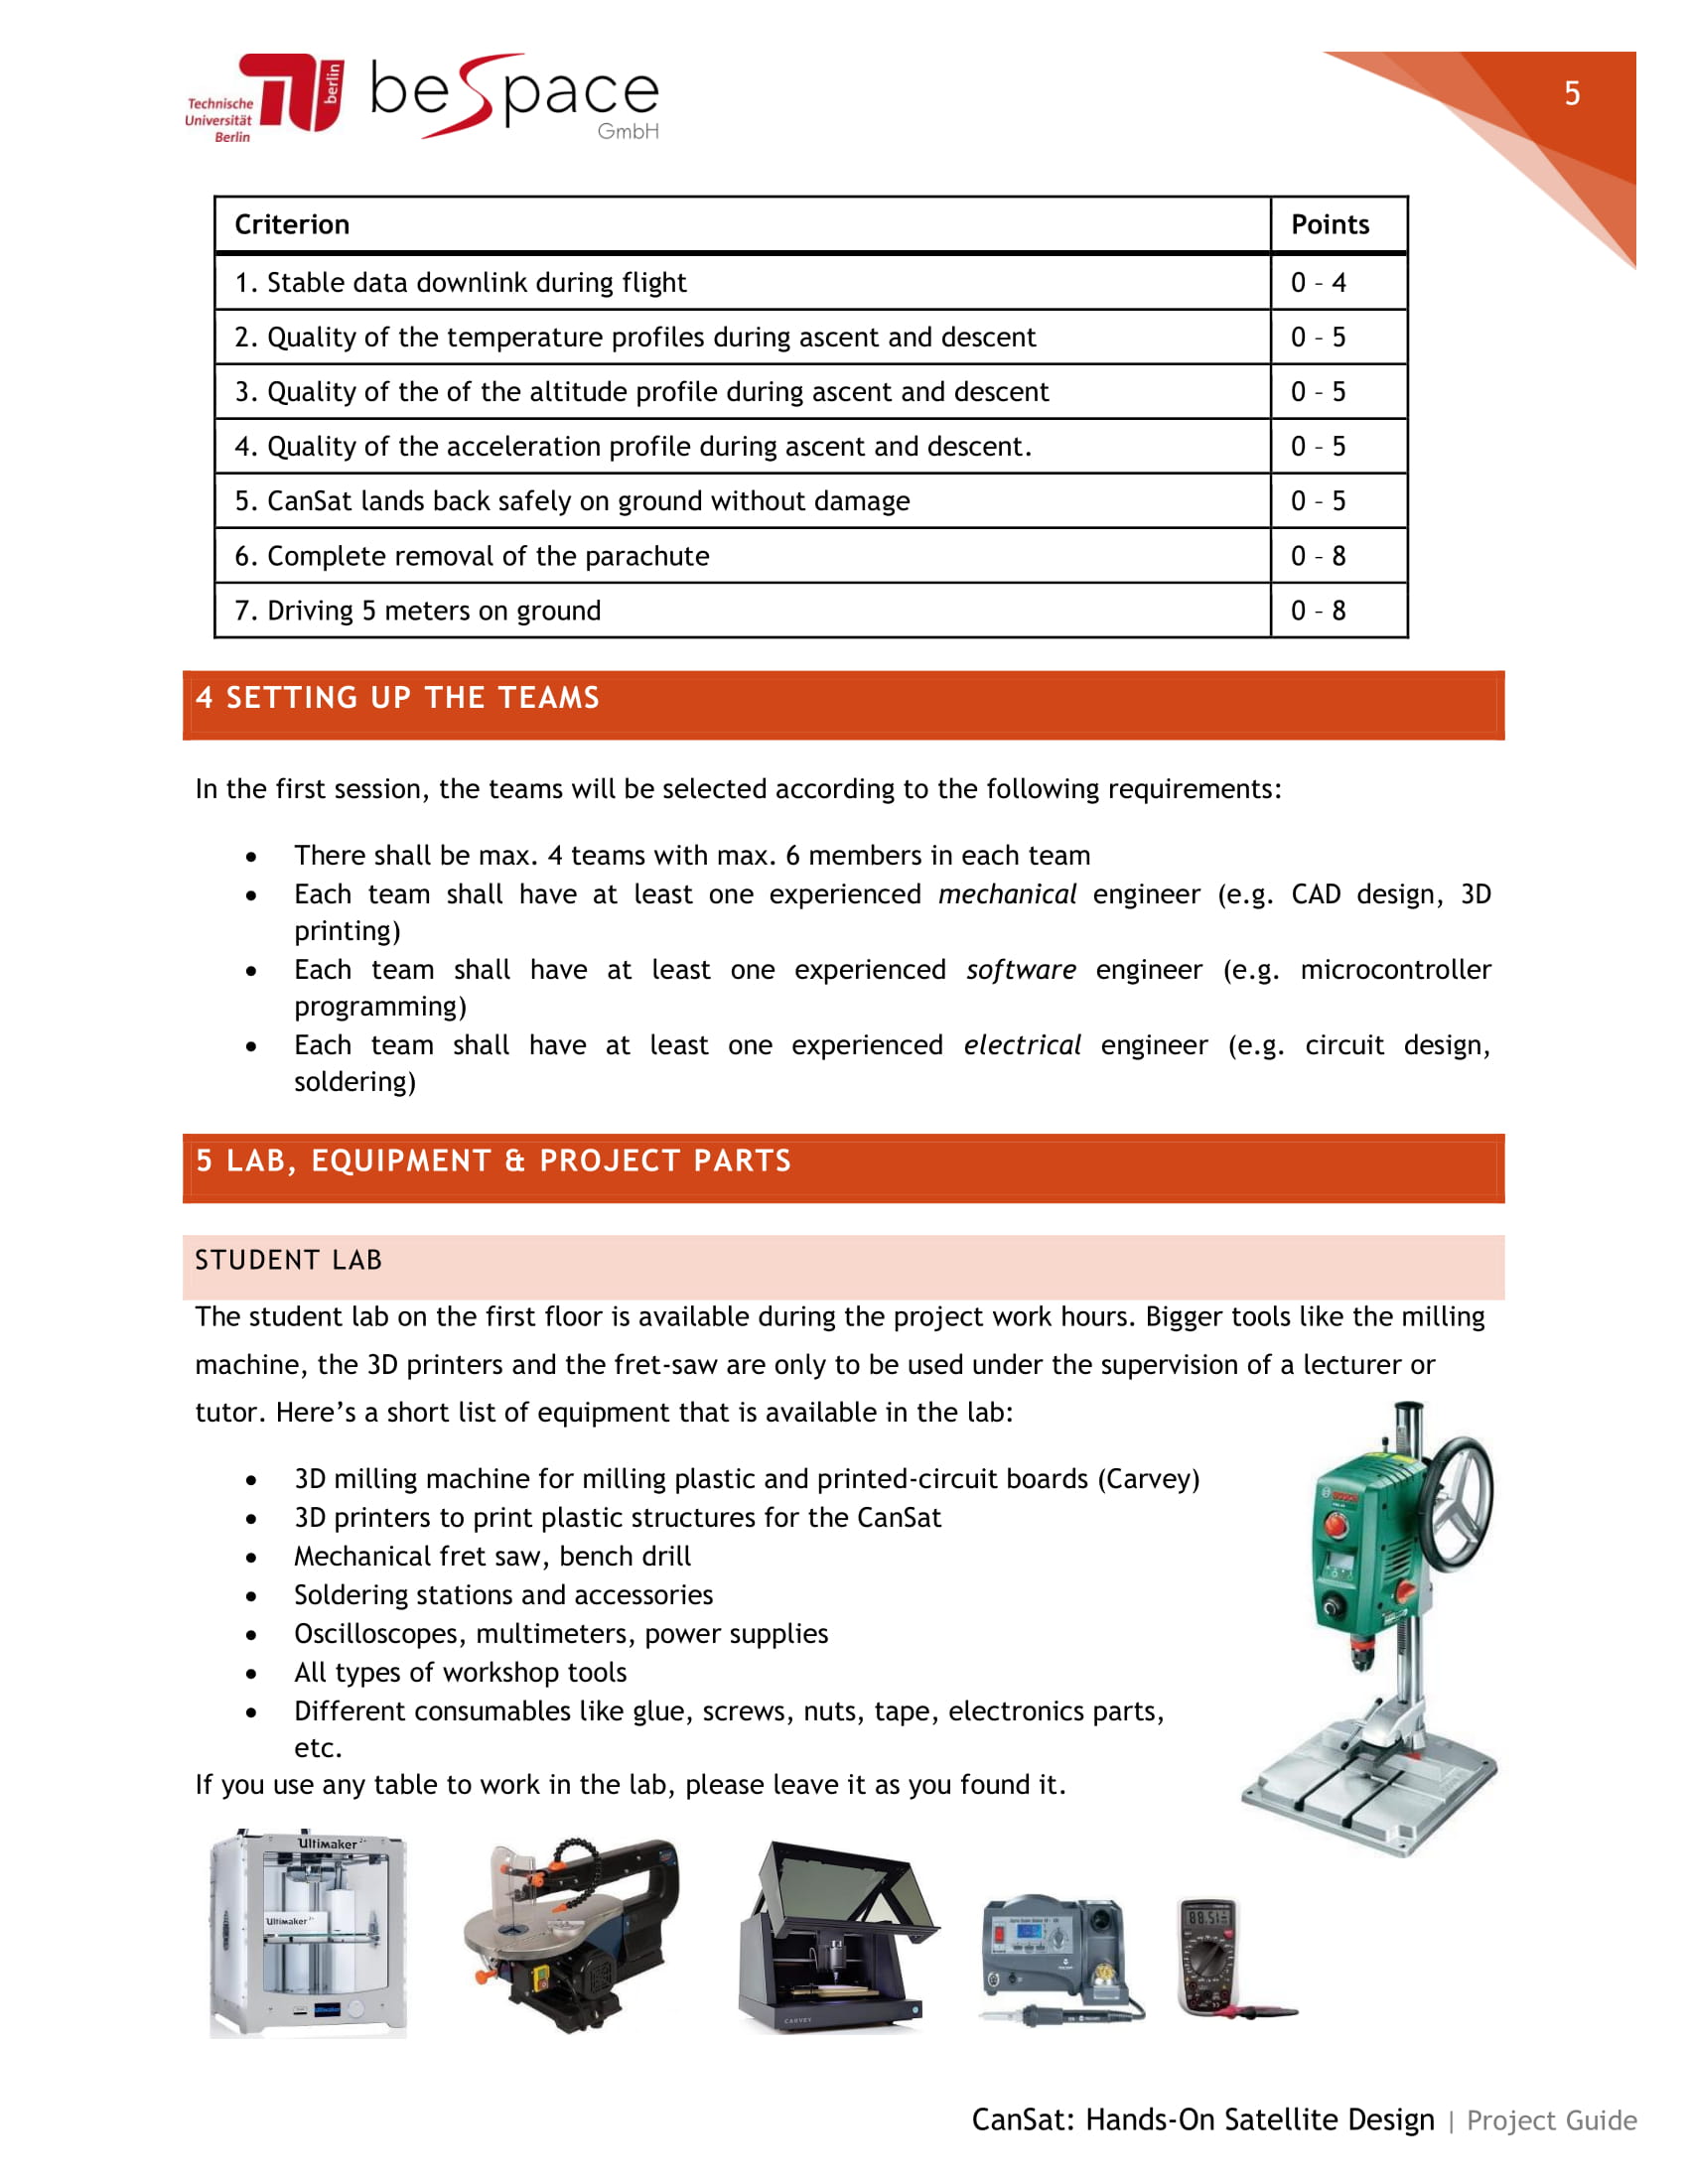 Technische
Universität
Berlin
berlin
beSpace
GmbH
5
Criterion Points
1. Stable data downlink during flight 0 – 4
2. Quality of the temperature profiles during ascent and descent 0 – 5
3. Quality of the of the altitude profile during ascent and descent 0 – 5
4. Quality of the acceleration profile during ascent and descent. 0 – 5
5. CanSat lands back safely on ground without damage 0 – 5
6. Complete removal of the parachute 0 – 8
7. Driving 5 meters on ground 0 – 8
4 SETTING UP THE TEAMS
In the first session, the teams will be selected according to the following requirements:
• There shall be max. 4 teams with max. 6 members in each team
• Each team shall have at least one experienced mechanical engineer (e.g. CAD design, 3D
printing)
• Each team shall have at least one experienced software engineer (e.g. microcontroller
programming)
• Each team shall have at least one experienced electrical engineer (e.g. circuit design,
soldering)
5 LAB, EQUIPMENT & PROJECT PARTS
STUDENT LAB
The student lab on the first floor is available during the project work hours. Bigger tools like the milling
machine, the 3D printers and the fret-saw are only to be used under the supervision of a lecturer or
tutor. Here’s a short list of equipment that is available in the lab:
• 3D milling machine for milling plastic and printed-circuit boards (Carvey)
• 3D printers to print plastic structures for the CanSat
• Mechanical fret saw, bench drill
• Soldering stations and accessories
• Oscilloscopes, multimeters, power supplies
• All types of workshop tools
• Different consumables like glue, screws, nuts, tape, electronics parts,
etc.
If you use any table to work in the lab, please leave it as you found it.
Ultimaker
Ultimaker
CARVEY
CanSat: Hands-On Satellite Design | Project Guide